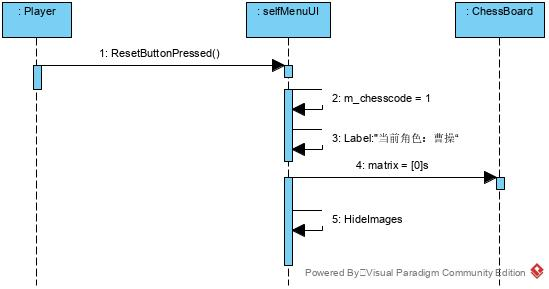 : Player
: selfMenuUI
: ChessBoard
1: ResetButtonPressed()
2: m_chesscode = 1
3: Label:"当前角色：曹操“
4: matrix = [0]s
5: HideImages
Powered By Visual Paradigm Community Edition